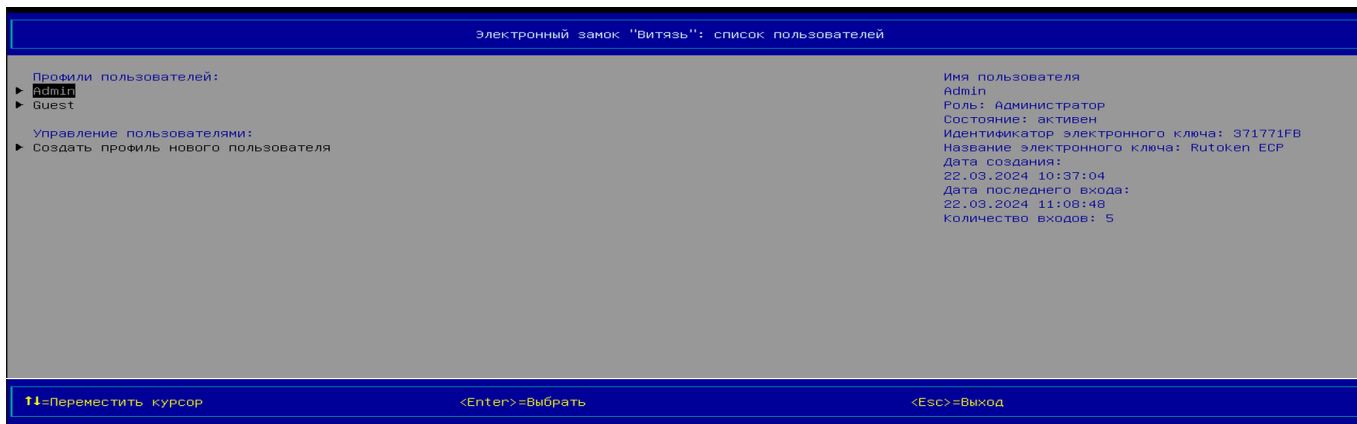 Электронный замок "Витязь": список пользователей
Профили пользователей:
► Admin
► Guest
Управление пользователями:
► Создать профиль нового пользователя
Имя пользователя
Admin
Роль: Администратор
Состояние: активен
Идентификатор электронного ключа: 371771FB
Название электронного ключа: Rutoken ECP
Дата создания:
22.03.2024 10:37:04
Дата последнего входа:
22.03.2024 11:08:48
Количество входов: 5
↑↓=Переместить курсор <Enter>=Выбрать <Esc>=Выход